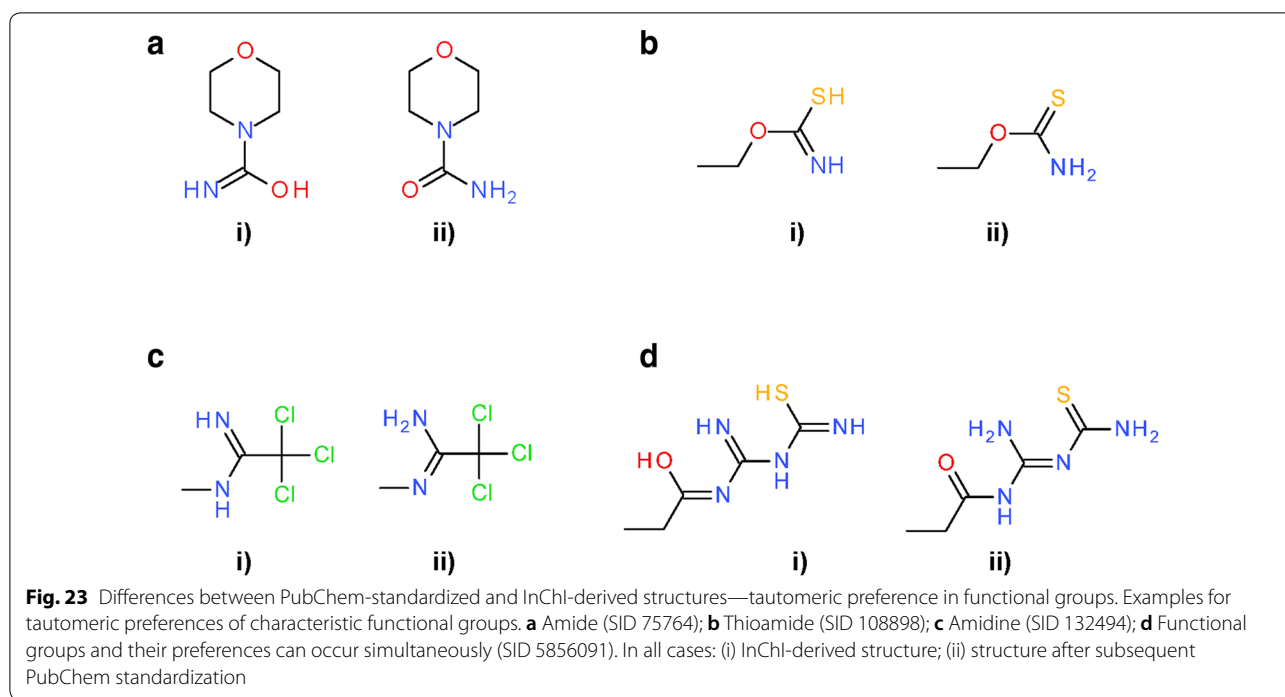 a
b
O
N
HN
OH
i)
O
N
O
NH2
ii)
SH
O
NH
i)
S
O
NH2
ii)
c
d
HN
Cl
Cl
Cl
N
H
i)
H2N
Cl
Cl
Cl
N
ii)
HS
HN
NH
HO
N
H
N
i)
S
H2N
NH2
N
O
N
H
ii)
Fig. 23 Differences between PubChem-standardized and InChI-derived structures—tautomeric preference in functional groups. Examples for
tautomeric preferences of characteristic functional groups. a Amide (SID 75764); b Thioamide (SID 108898); c Amidine (SID 132494); d Functional
groups and their preferences can occur simultaneously (SID 5856091). In all cases: (i) InChI-derived structure; (ii) structure after subsequent
PubChem standardization